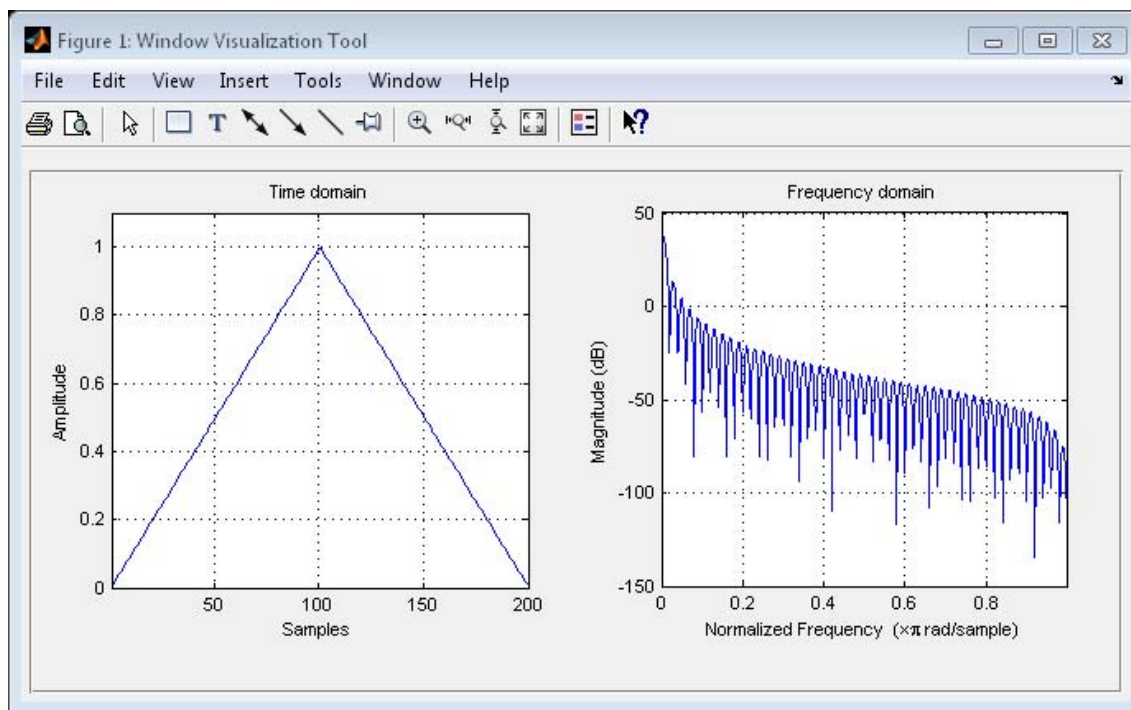 Figure 1: Window Visualization Tool
File Edit View Insert Tools Window Help
T
?
Time domain
Frequency domain
1
0.8
0.6
0.4
0.2
0
Amplitude
50 100 150 200
Samples
50
0
-50
-100
-150
Magnitude (dB)
0 0.2 0.4 0.6 0.8
Normalized Frequency (×π rad/sample)